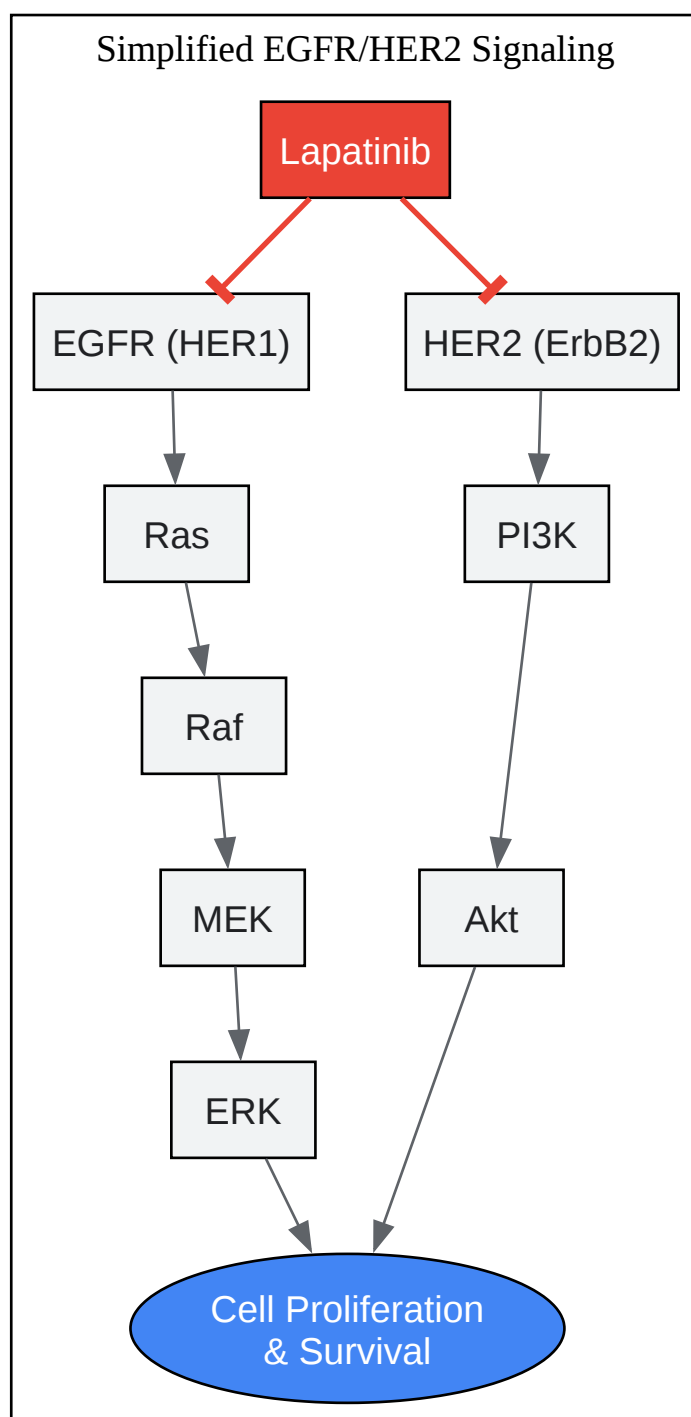 Simplified EGFR/HER2 Signaling
Lapatinib
EGFR (HER1)
HER2 (ErbB2)
Ras
PI3K
Raf
MEK
Akt
ERK
Cell Proliferation
& Survival